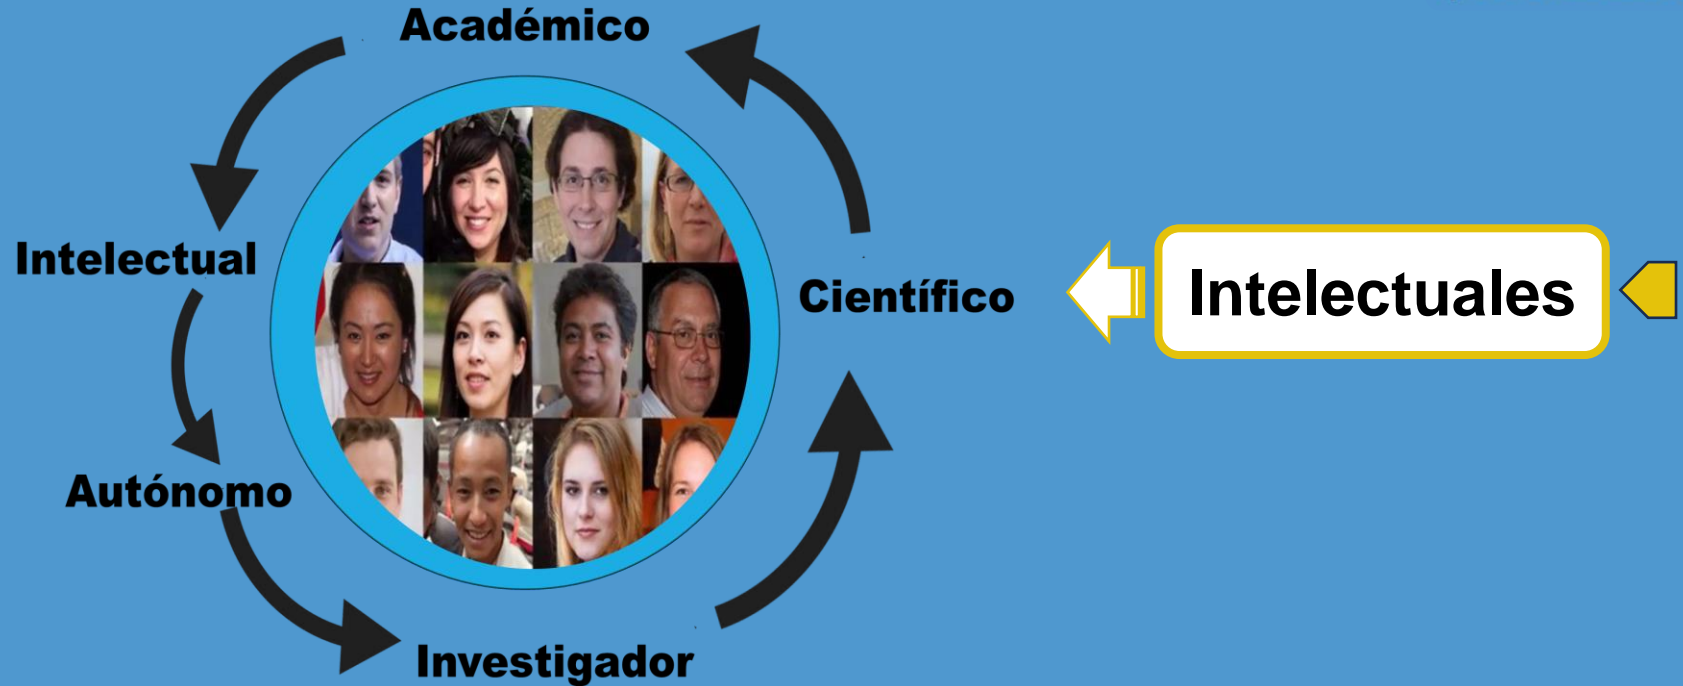 Académico
Intelectual
Científico
Intelectuales
Autónomo
Investigador